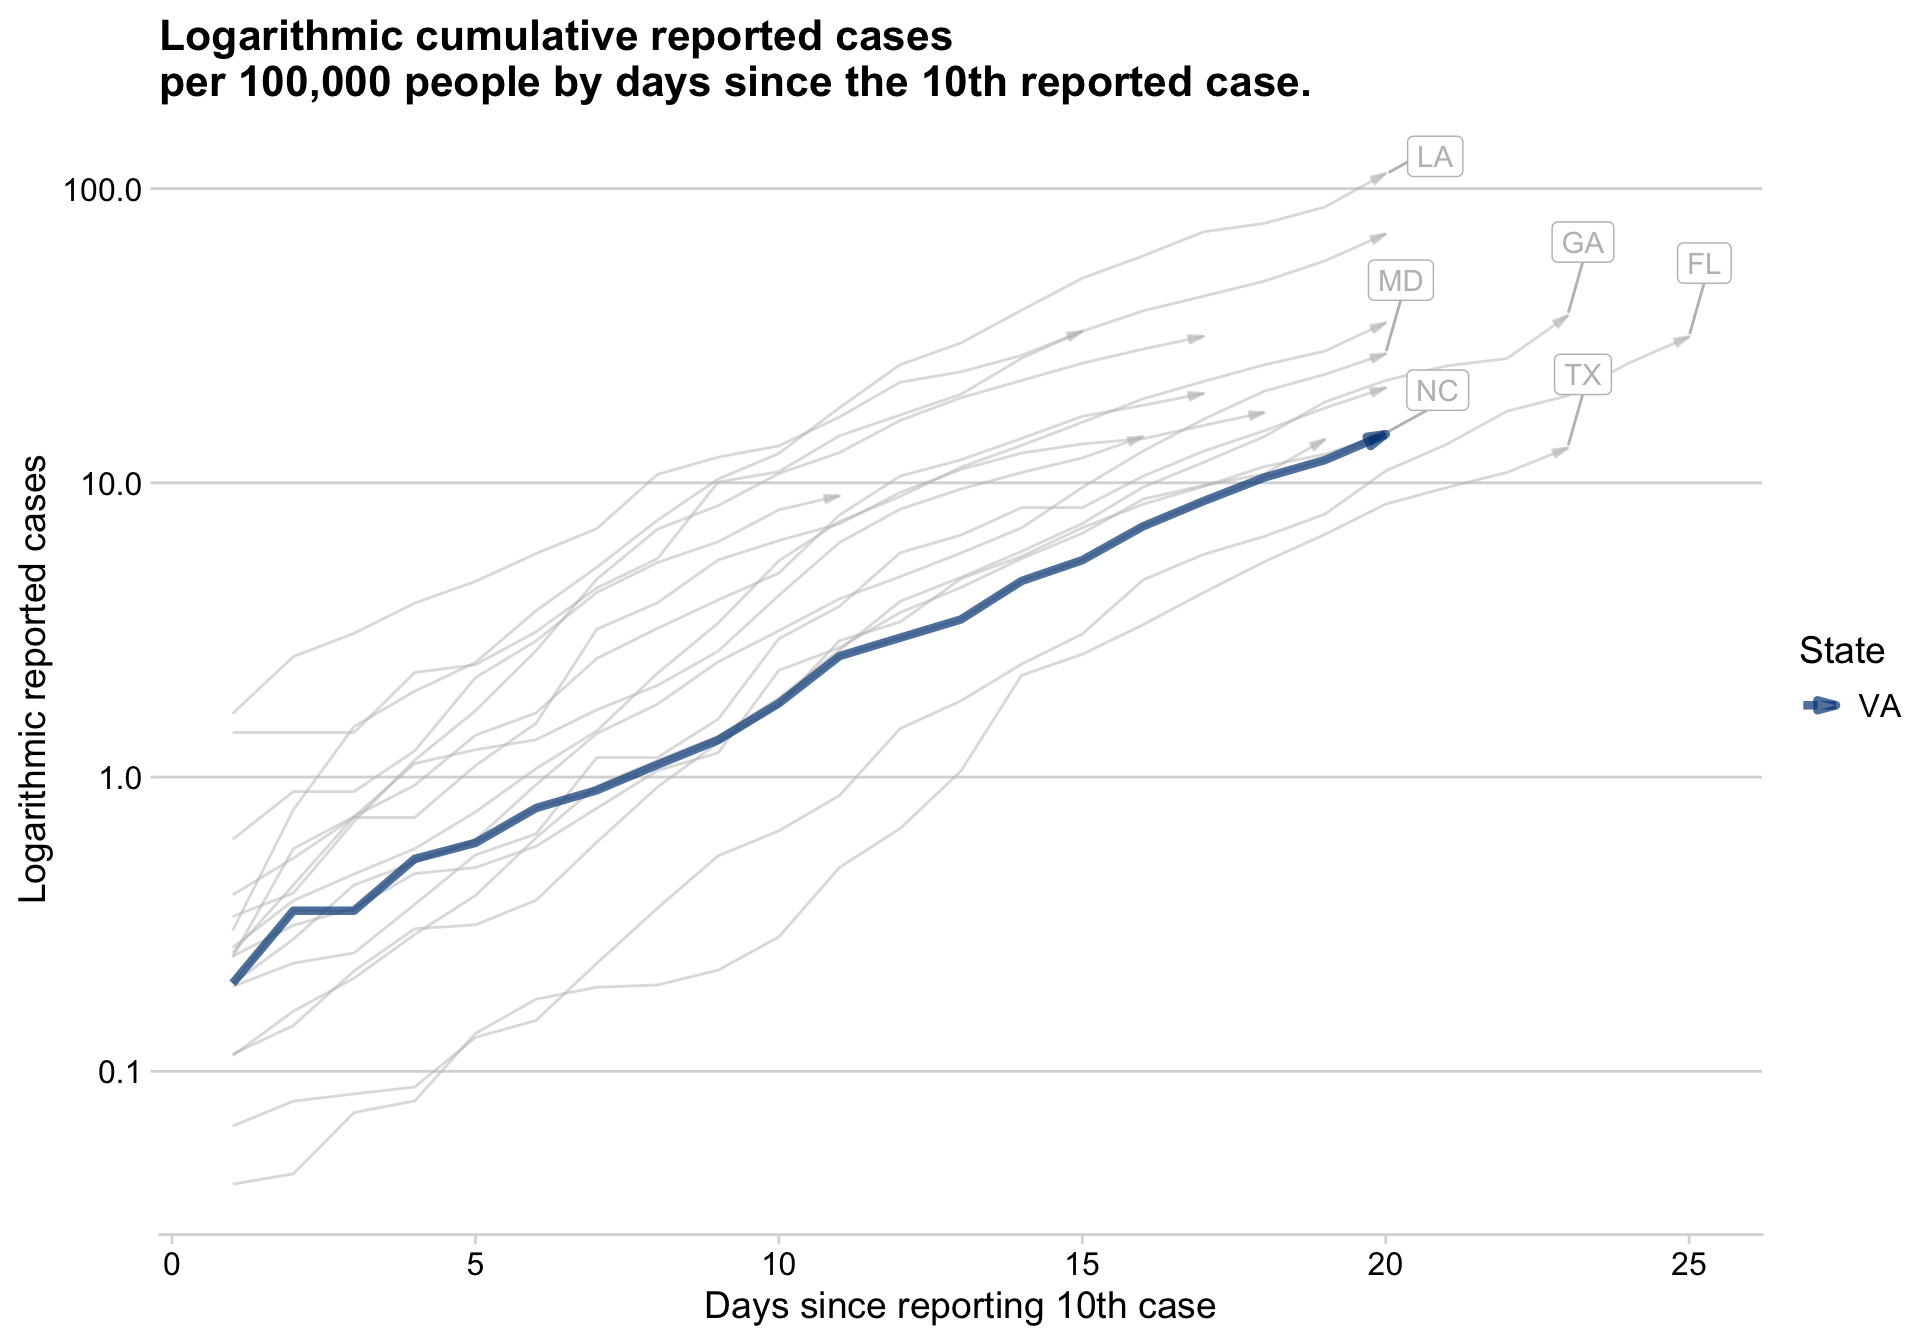 Logarithmic cumulative reported cases
per 100,000 people by days since the 10th reported case.
LA
100.0
GA
FL
MD
TX
NC
10.0
Logarithmic reported cases
State
VA
1.0
0.1
0 5 10 15 20 25
Days since reporting 10th case